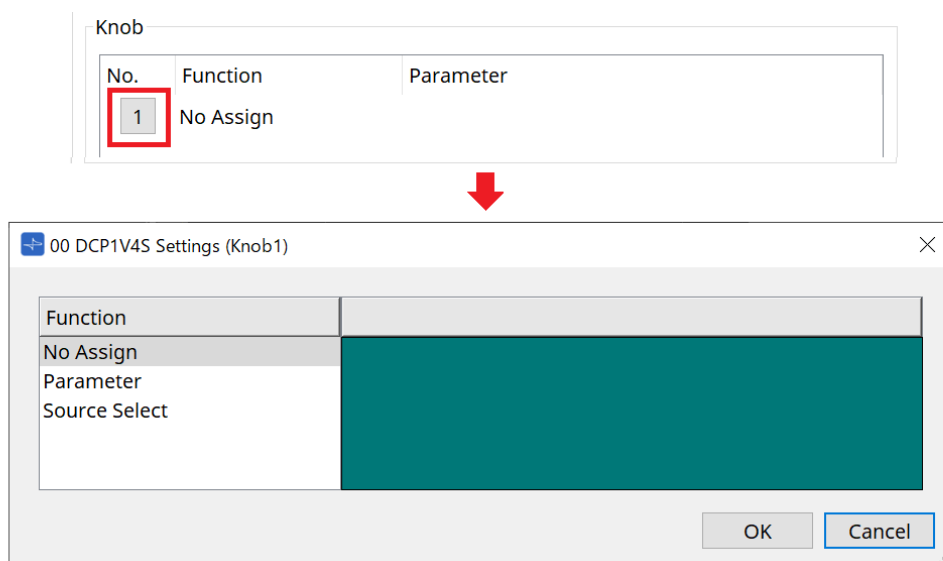 Knob
No. Function Parameter
1 No Assign
00 DCP1V4S Settings (Knob1)
Function
No Assign
Parameter
Source Select
OK Cancel